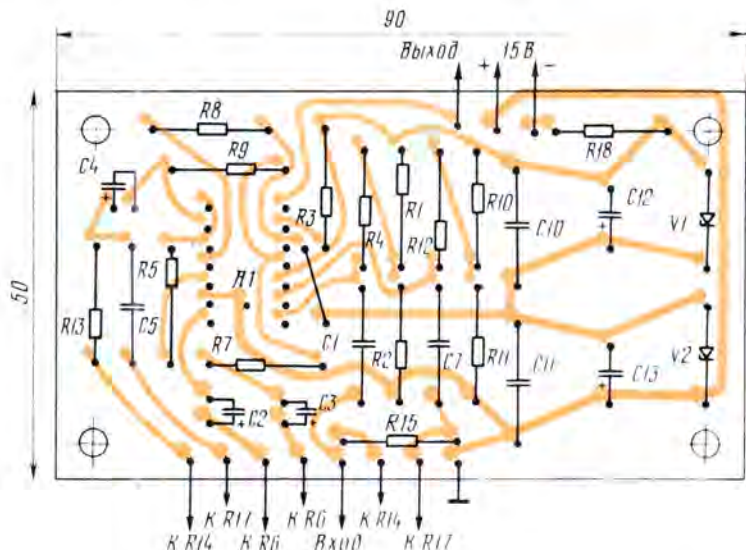 90
Выход + 15 В -
R8
R18
R9
C4
R3
R4
R1
R12
R10
C10
C12
V1
50
R5
A1
R13
C5
C1
R7
R2
C7
R11
C11
C13
V2
C2
C3
R15
К R14
К R17
К R6
К R6
Вход
К R14
К R17